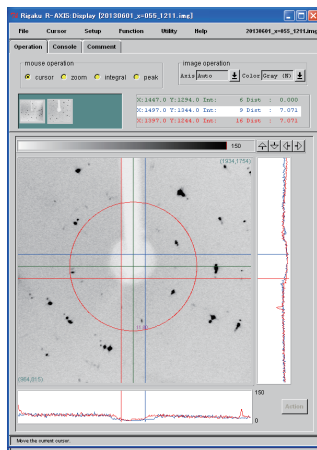 Rigaku R-AXIS Display (20130601_x=055_1211.img)
File Cursor Setup Function Utility Help 20130601_x=055_1211.img
Operation Console Comment
mouse operation
cursor zoom integral peak
image operation
Axis Auto Color Gray (N)
X:1447.0 Y:1294.0 Int: 6 Dist : 0.000
X:1497.0 Y:1344.0 Int: 9 Dist : 7.071
X:1397.0 Y:1244.0 Int: 16 Dist : 7.071
150
(1934,1754)
150
0
Action
Move the current cursor.